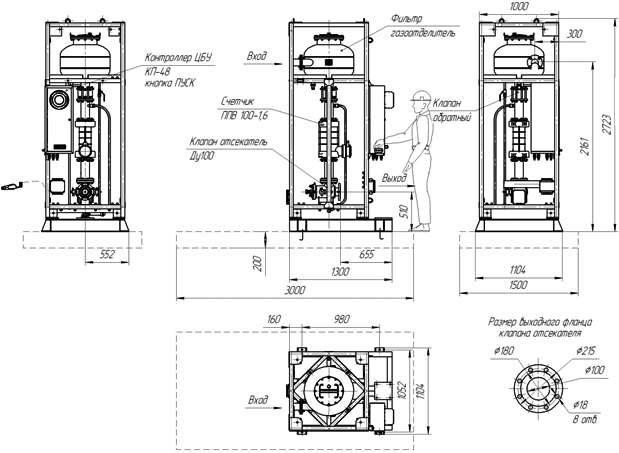 1000
Фильтр
газоотделитель
300
Вход
Контроллер ЦБУ
КП-48
кнопка ПУСК
Счетчик
ППВ 100-1,6
Клапан
обратный
Клапан отсекатель
Ду100
Выход
2161
2723
510
552
200
655
1300
3000
1104
1500
160
980
Вход
1052
1104
Размер выходного фланца
клапана отсекателя
ф180
ф215
ф100
ф18
8 отв.